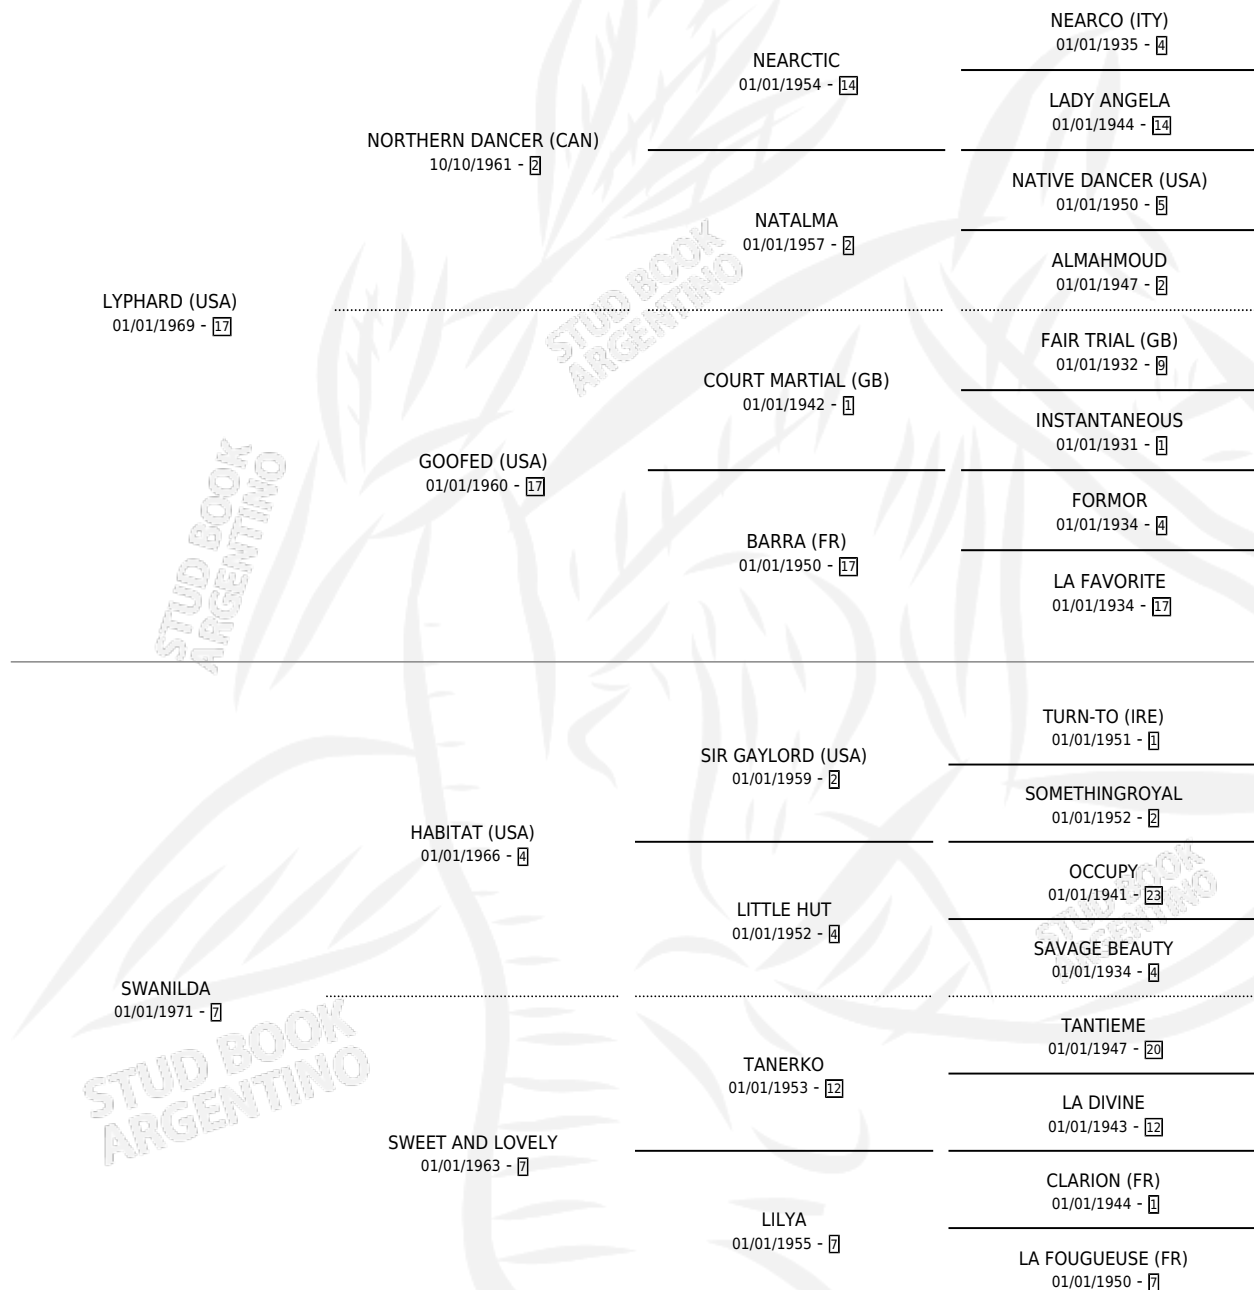 NEARCO (ITY)
01/01/1935 - 4
NEARCTIC
01/01/1954 - 14
LADY ANGELA
01/01/1944 - 14
NORTHERN DANCER (CAN)
10/10/1961 - 2
NATIVE DANCER (USA)
01/01/1950 - 5
NATALMA
01/01/1957 - 2
ALMAHMOUD
01/01/1947 - 2
LYPHARD (USA)
01/01/1969 - 17
STUD BOOK
ARGENTINO
FAIR TRIAL (GB)
01/01/1932 - 9
COURT MARTIAL (GB)
01/01/1942 - 1
INSTANTANEOUS
01/01/1931 - 1
GOOFED (USA)
01/01/1960 - 17
FORMOR
01/01/1934 - 4
BARRA (FR)
01/01/1950 - 17
LA FAVORITE
01/01/1934 - 17
STUD BOOK
ARGENTINO
TURN-TO (IRE)
01/01/1951 - 1
SIR GAYLORD (USA)
01/01/1959 - 2
SOMETHINGROYAL
01/01/1952 - 2
HABITAT (USA)
01/01/1966 - 4
OCCUPY
01/01/1941 - 23
LITTLE HUT
01/01/1952 - 4
SAVAGE BEAUTY
01/01/1934 - 4
STUD BOOK
ARGENTINO
SWANILDA
01/01/1971 - 7
TANTIEME
01/01/1947 - 20
TANERKO
01/01/1953 - 12
LA DIVINE
01/01/1943 - 12
STUD BOOK
ARGENTINO
SWEET AND LOVELY
01/01/1963 - 7
CLARION (FR)
01/01/1944 - 1
LILYA
01/01/1955 - 7
LA FOUGUEUSE (FR)
01/01/1950 - 7